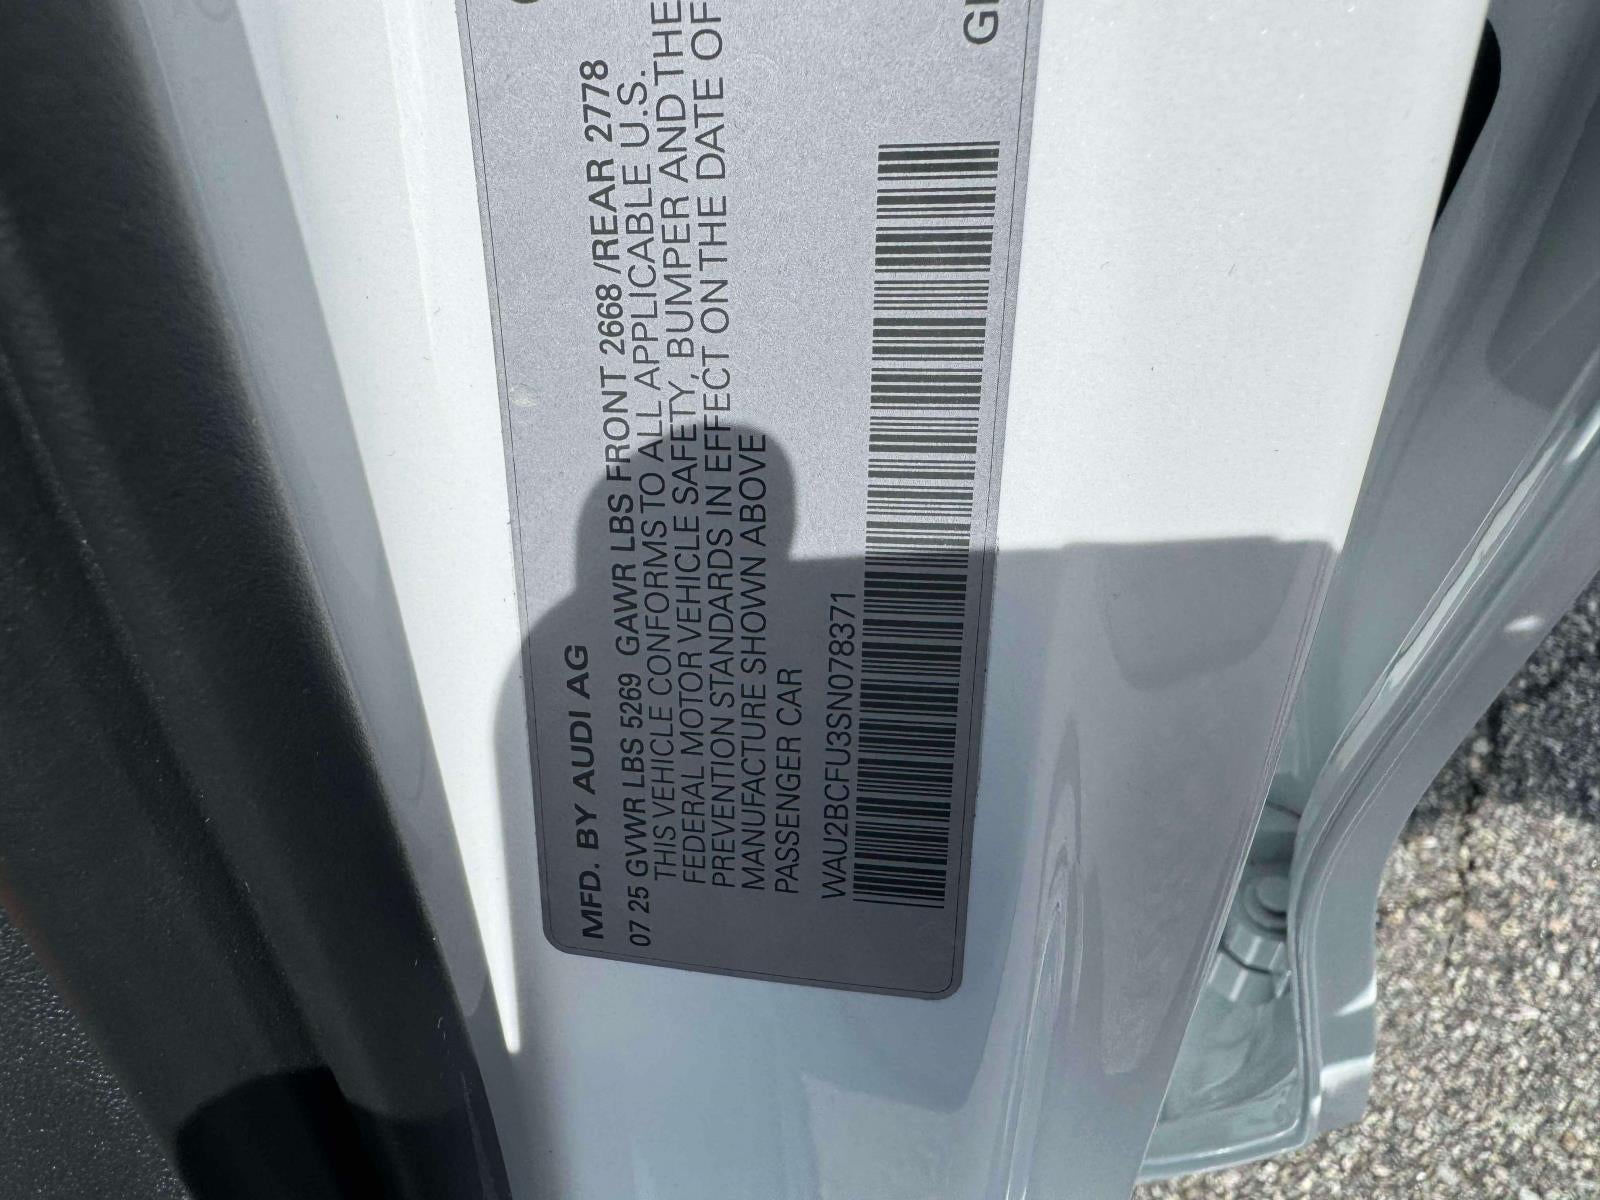 MFD. BY AUDI AG
07 25 GVWR LBS 5269 GAWR LBS FRONT 2668 /REAR 2778
THIS VEHICLE CONFORMS TO ALL APPLICABLE U.S.
FEDERAL MOTOR VEHICLE SAFETY, BUMPER AND THE
PREVENTION STANDARDS IN EFFECT ON THE DATE OF
MANUFACTURE SHOWN ABOVE
PASSENGER CAR
WAU2BCFU3SN078371